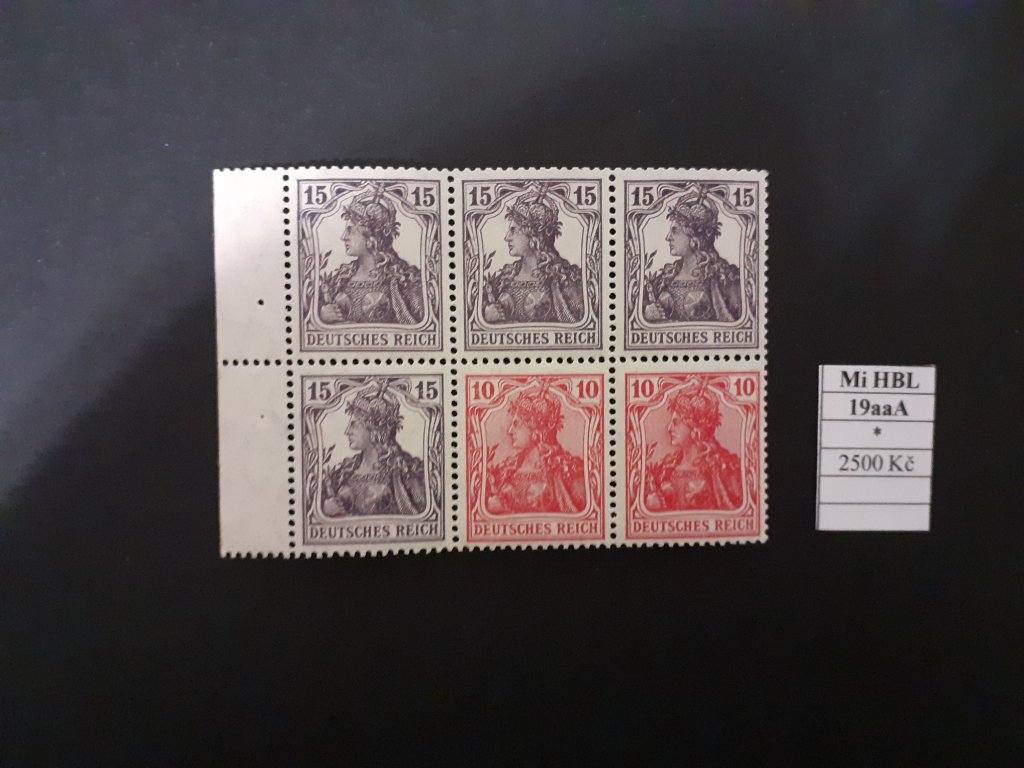 15 15 15 15 15 15
DEUTSCHES REICH DEUTSCHES REICH DEUTSCHES REICH
15 15 10 10 10 10
DEUTSCHES REICH DEUTSCHES REICH DEUTSCHES REICH
Mi HBL
19aaA
*
2500 Kč